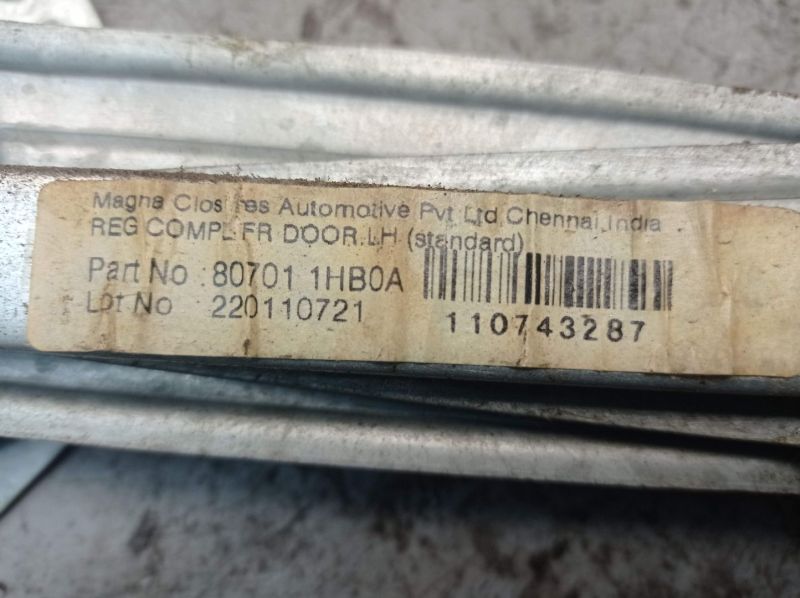 Magna Closures Automotive Pvt Ltd Chennai, India
REG COMPL FR DOOR.LH (standard)
Part No : 80701 1HB0A
Lot No : 220110721
110743287